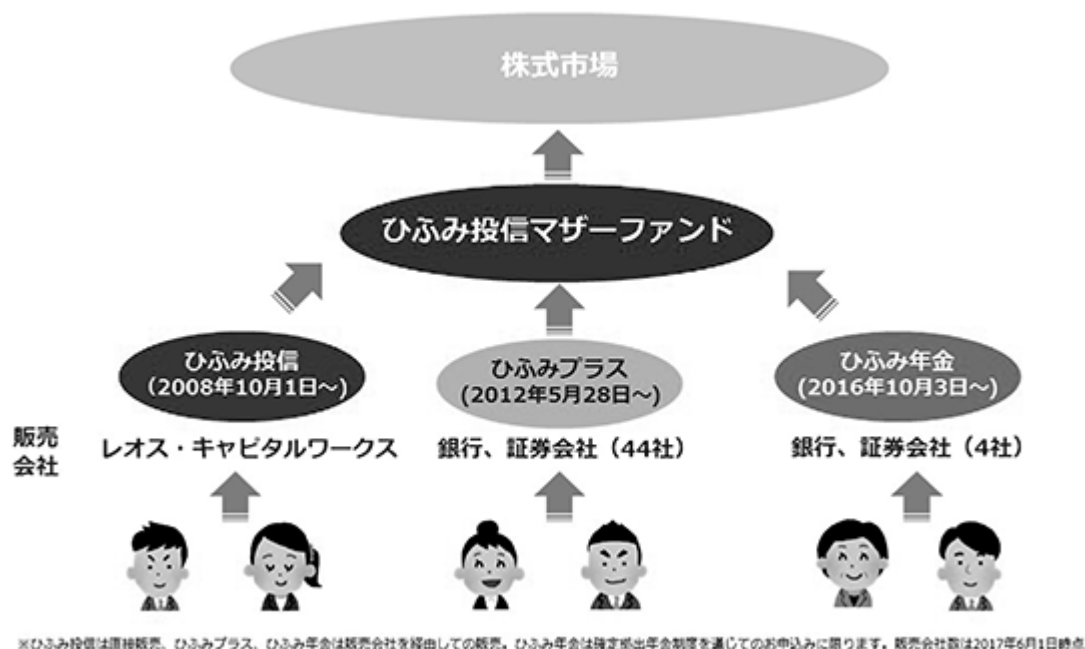 株式市場
ひふみ投信マザーファンド
ひふみ投信
（2008年10月1日～)
ひふみプラス
(2012年5月28日～)
ひふみ年金
(2016年10月3日～)
販売
会社
レオス・キャピタルワークス
銀行、証券会社（44社）
銀行、証券会社（4社）
※ひふみ投信は直接販売、ひふみプラス、ひふみ年金は販売会社を経由しての販売。ひふみ年金は確定拠出年金制度を通じてのお申込みに限ります。販売会社数は2017年6月1日時点